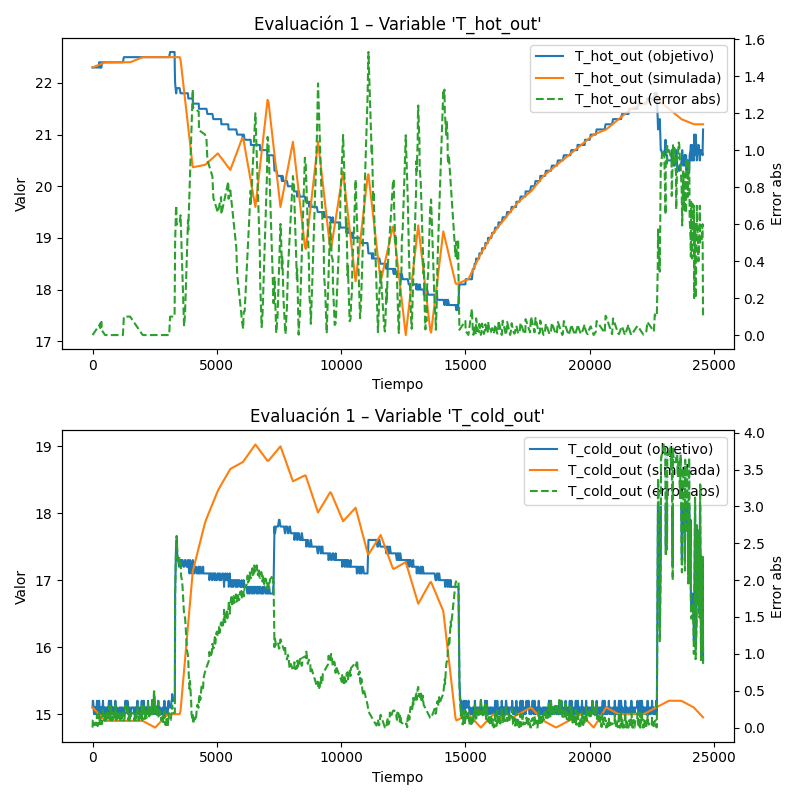 Evaluación 1 – Variable 'T_hot_out'
T_hot_out (objetivo)
T_hot_out (simulada)
T_hot_out (error abs)
Valor
Error abs
22
21
20
19
18
17
1.6
1.4
1.2
1.0
0.8
0.6
0.4
0.2
0.0
0 5000 10000 15000 20000 25000
Tiempo
Evaluación 1 – Variable 'T_cold_out'
T_cold_out (objetivo)
T_cold_out (simulada)
T_cold_out (error abs)
Valor
Error abs
19
18
17
16
15
4.0
3.5
3.0
2.5
2.0
1.5
1.0
0.5
0.0
0 5000 10000 15000 20000 25000
Tiempo